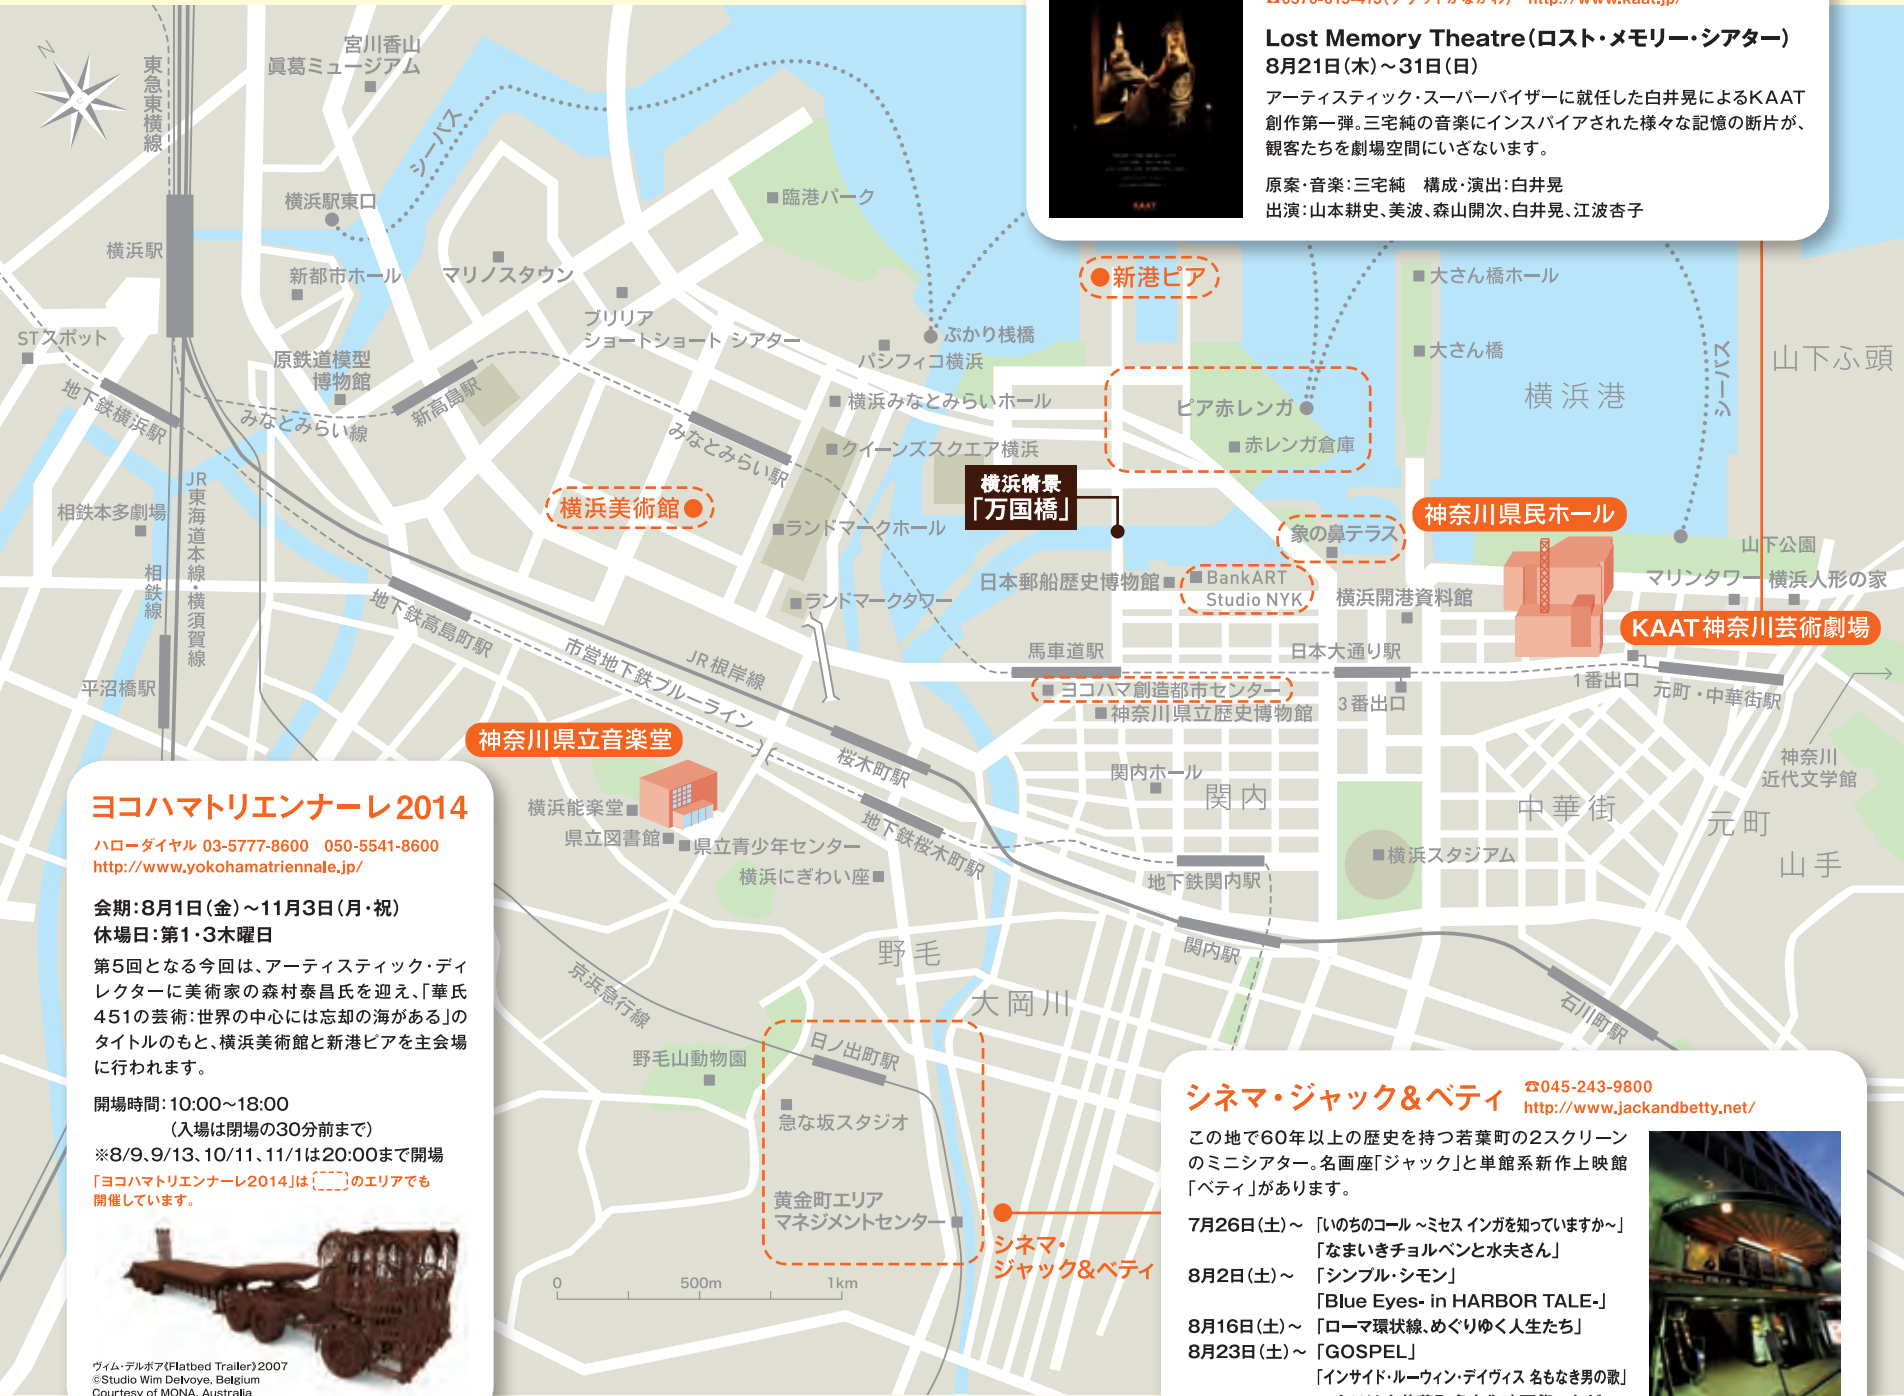 Lost Memory Theatre(ロスト・メモリー・シアター)
8月21日(木)〜31日(日)
アーティスティック・スーパーバイザーに就任した白井晃によるKAAT
創作第一弾。三宅純の音楽にインスパイアされた様々な記憶の断片が、
観客たちを劇場空間にいざないます。
原案・音楽:三宅純　構成・演出:白井晃
出演:山本耕史、美波、森山開次、白井晃、江波杏子
KAAT
N
東急東横線
宮川香山
眞葛ミュージアム
シーバス
横浜駅東口
横浜駅
新都市ホール
マリノスタウン
臨港パーク
新港ピア
大さん橋ホール
STスポット
原鉄道模型
博物館
ブリリア
ショートショート シアター
ぷかり桟橋
パシフィコ横浜
大さん橋
横浜港
シーバス
山下ふ頭
地下鉄横浜駅
みなとみらい線
新高島駅
横浜みなとみらいホール
みなとみらい駅
クイーンズスクエア横浜
ピア赤レンガ
赤レンガ倉庫
横浜情景
「万国橋」
JR東海道本線・横須賀線
相鉄本多劇場
横浜美術館
ランドマークホール
象の鼻テラス
神奈川県民ホール
山下公園
相鉄線
地下鉄高島町駅
ランドマークタワー
日本郵船歴史博物館
BankART
Studio NYK
横浜開港資料館
マリンタワー
横浜人形の家
KAAT神奈川芸術劇場
平沼橋駅
市営地下鉄ブルーライン
JR根岸線
馬車道駅
日本大通り駅
ヨコハマ創造都市センター
神奈川県立歴史博物館
3番出口
1番出口
元町・中華街駅
神奈川県立音楽堂
桜木町駅
関内ホール
関内
中華街
元町
神奈川
近代文学館
山手
横浜能楽堂
県立図書館
県立青少年センター
横浜にぎわい座
地下鉄桜木町駅
地下鉄関内駅
横浜スタジアム
関内駅
石川町駅
野毛
大岡川
京浜急行線
野毛山動物園
日ノ出町駅
急な坂スタジオ
黄金町エリア
マネジメントセンター
シネマ・
ジャック&ベティ
0
500m
1km
ヨコハマトリエンナーレ2014
ハローダイヤル 03-5777-8600　050-5541-8600
http://www.yokohamatriennale.jp/
会期:8月1日(金)〜11月3日(月・祝)
休場日:第1・3木曜日
第5回となる今回は、アーティスティック・ディ
レクターに美術家の森村泰昌氏を迎え、「華氏
451の芸術:世界の中心には忘却の海がある」の
タイトルのもと、横浜美術館と新港ピアを主会場
に行われます。
開場時間:10:00〜18:00
(入場は閉場の30分前まで)
※8/9、9/13、10/11、11/1は20:00まで開場
「ヨコハマトリエンナーレ2014」は のエリアでも
開催しています。
ヴィム・デルボア《Flatbed Trailer》2007
©Studio Wim Delvoye, Belgium
Courtesy of MONA, Australia
シネマ・ジャック&ベティ
☎045-243-9800
http://www.jackandbetty.net/
この地で60年以上の歴史を持つ若葉町の2スクリーン
のミニシアター。名画座「ジャック」と単館系新作上映館
「ベティ」があります。
7月26日(土)〜 「いのちのコール 〜ミセス インガを知っていますか〜」
「なまいきチョルベンと水夫さん」
8月2日(土)〜 「シンプル・シモン」
「Blue Eyes- in HARBOR TALE-」
8月16日(土)〜 「ローマ環状線、めぐりゆく人生たち」
8月23日(土)〜 「GOSPEL」
「インサイド・ルーウィン・デイヴィス 名もなき男の歌」